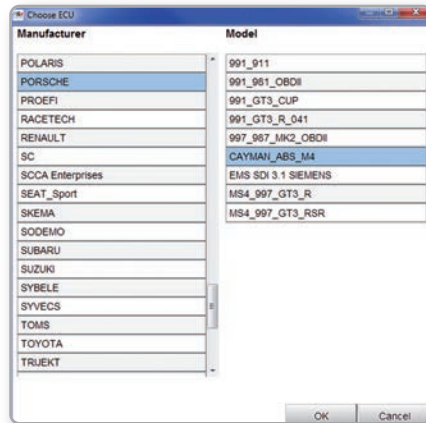 Choose ECU
Manufacturer
Model
POLARIS
PORSCHE
PROEFI
RACETECH
RENAULT
SC
SCCA Enterprises
SEAT_Sport
SKEMA
SODEMO
SUBARU
SUZUKI
SYBELE
SYVECS
TOMS
TOYOTA
TRIJEKT
991_911
991_981_OBDII
991_GT3_CUP
991_GT3_R_041
997_987_MK2_OBDII
CAYMAN_ABS_M4
EMS SDI 3.1 SIEMENS
MS4_997_GT3_R
MS4_997_GT3_RSR
OK
Cancel